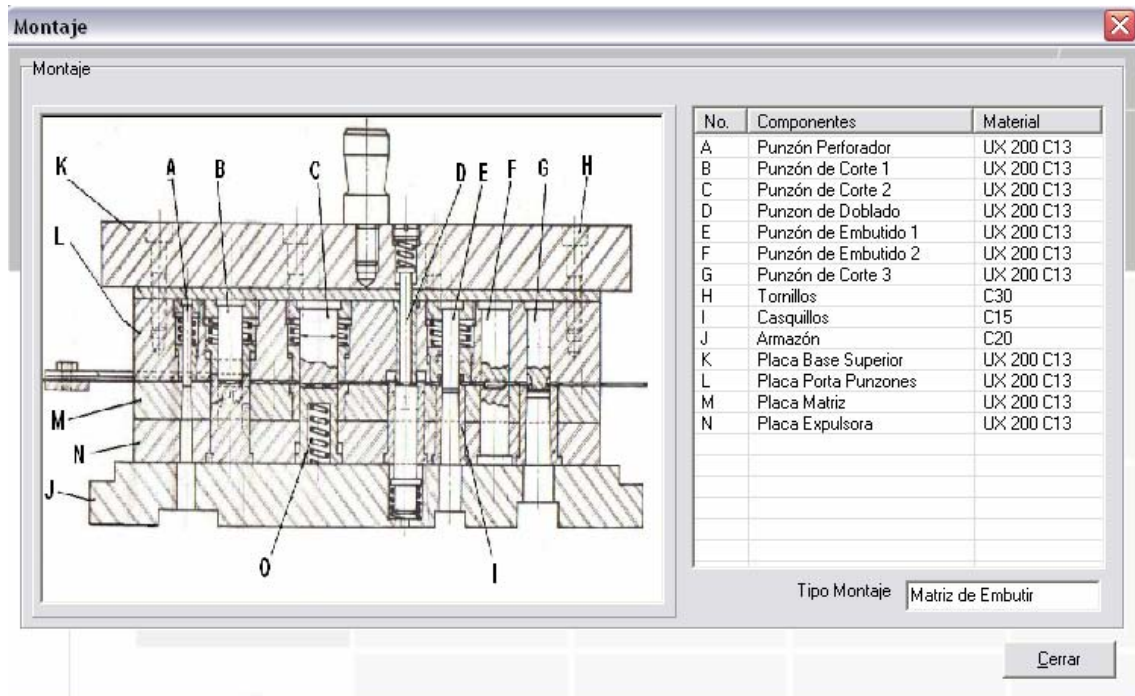 Montaje
Montaje
K A B C D E F G H
L
M
N
J
O I
No. Componentes Material
A Punzón Perforador UX 200 C13
B Punzón de Corte 1 UX 200 C13
C Punzón de Corte 2 UX 200 C13
D Punzon de Doblado UX 200 C13
E Punzón de Embutido 1 UX 200 C13
F Punzón de Embutido 2 UX 200 C13
G Punzón de Corte 3 UX 200 C13
H Tornillos C30
I Casquillos C15
J Armazón C20
K Placa Base Superior UX 200 C13
L Placa Porta Punzones UX 200 C13
M Placa Matriz UX 200 C13
N Placa Expulsora UX 200 C13
Tipo Montaje Matriz de Embutir
Cerrar